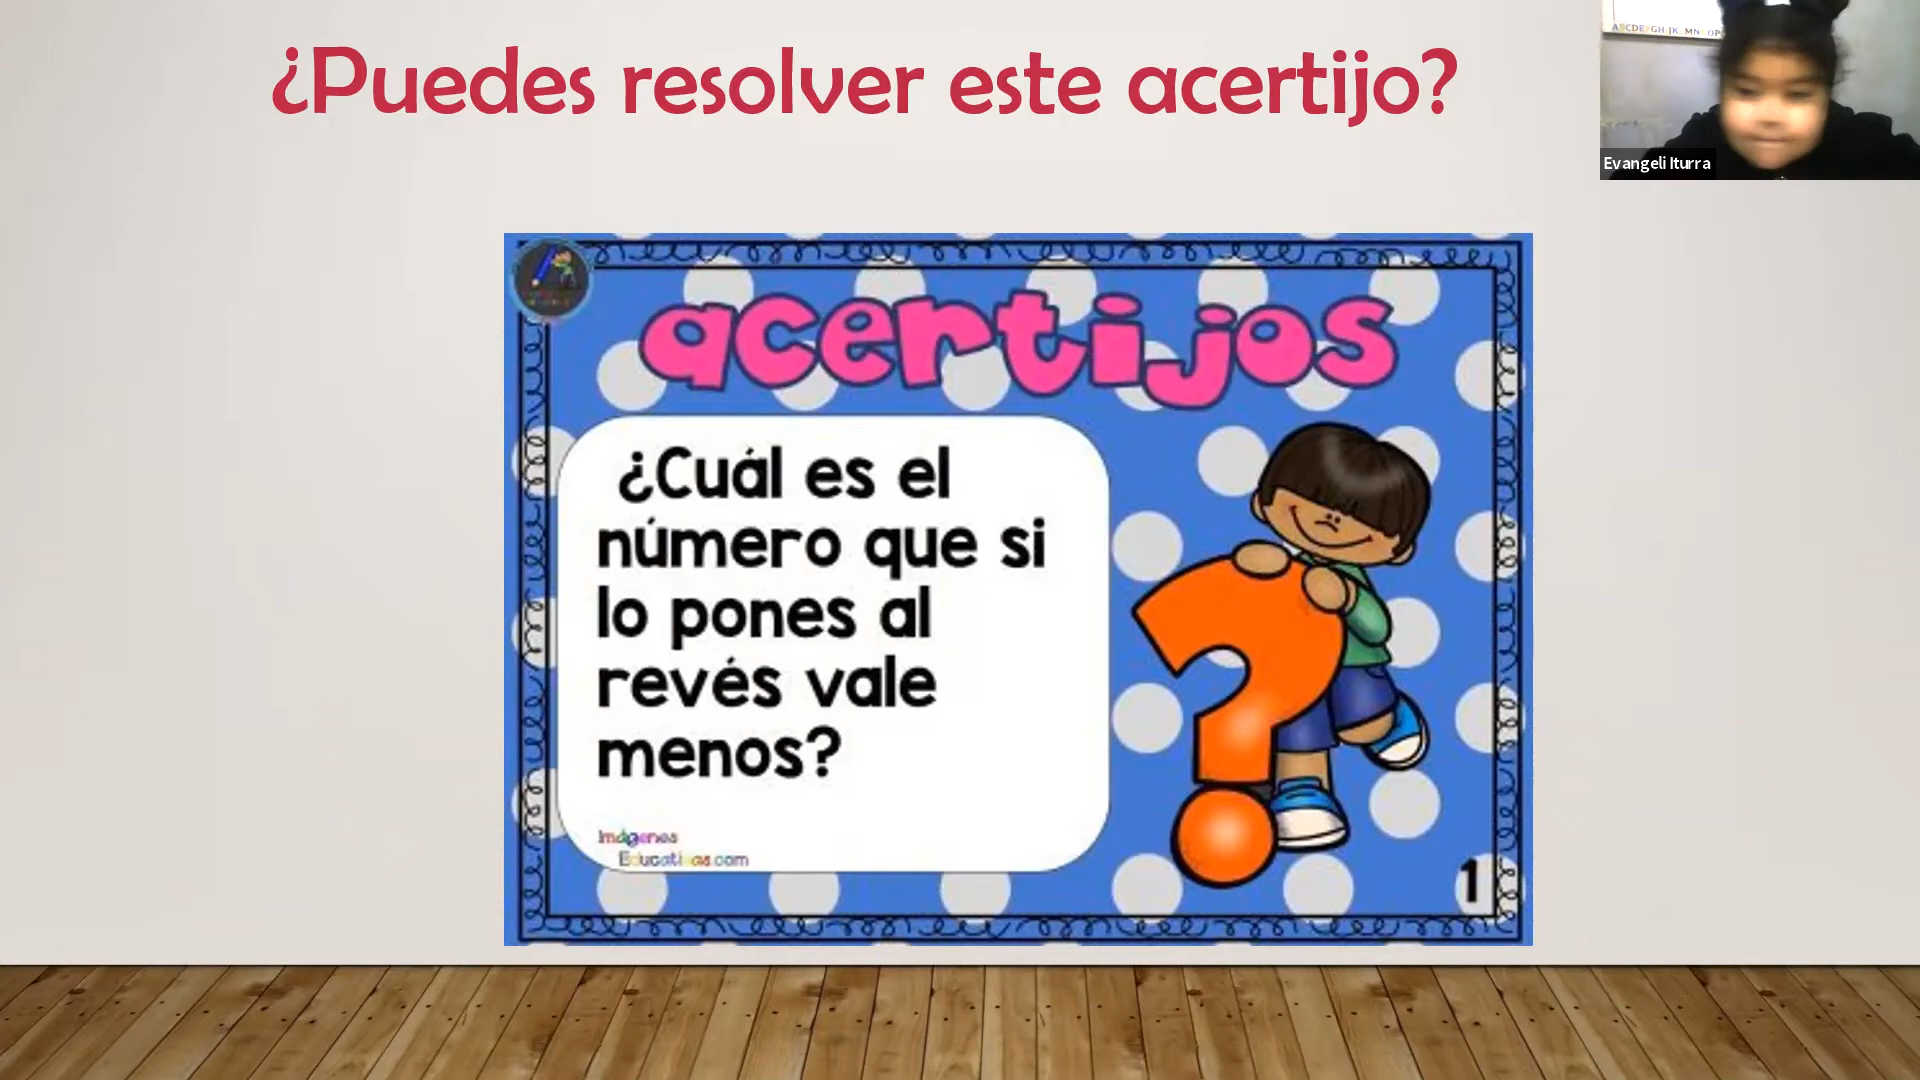 ¿Puedes resolver este acertijo?
Evangeli Iturra
acertijos
¿Cuál es el
número que si
lo pones al
revés vale
menos?
Imágenes
Educativas.com
1